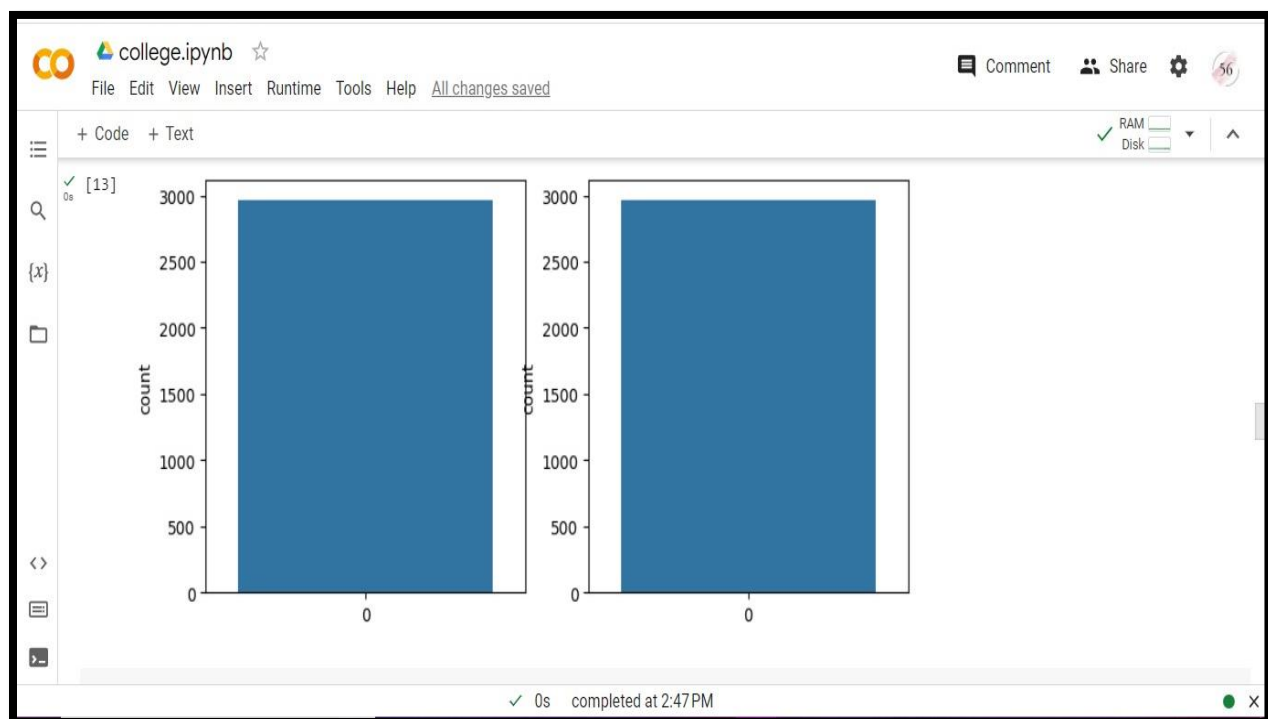 college.ipynb
Comment Share 56
File Edit View Insert Runtime Tools Help All changes saved
+ Code + Text
RAM
Disk
0s [13]
{x}
3000
2500
2000
1500
1000
500
0
count
0
3000
2500
2000
1500
1000
500
0
count
0
0s completed at 2:47 PM